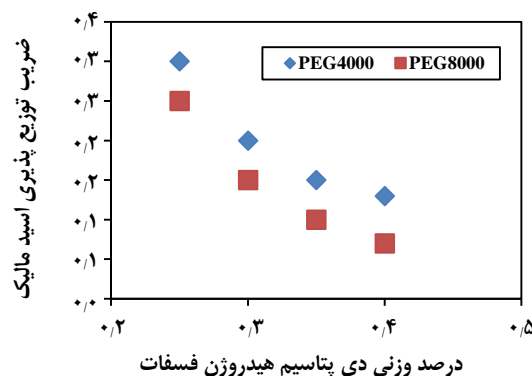 ضریب توزیع پذیری اسید مالیک
۰٫۴
۰٫۳
۰٫۳
۰٫۲
۰٫۲
۰٫۱
۰٫۱
۰٫۰
PEG4000 PEG8000
۰٫۲ ۰٫۳ ۰٫۴ ۰٫۵
درصد وزنی دی پتاسیم هیدروژن فسفات